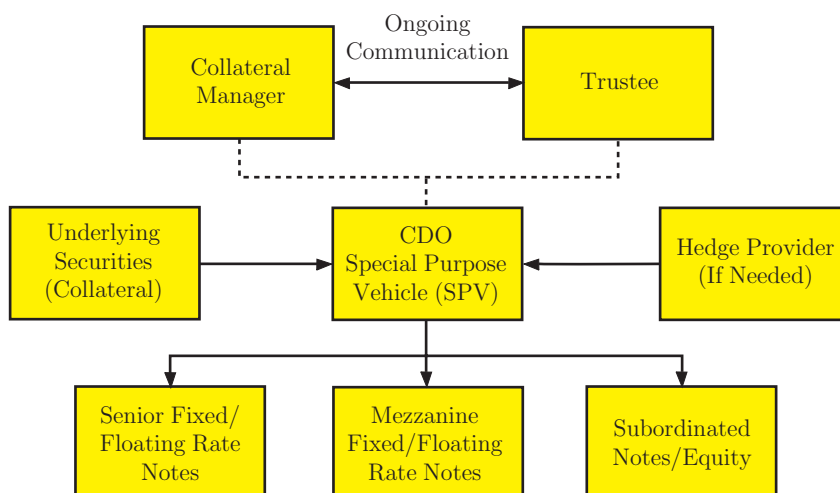 Ongoing
Communication
Collateral
Manager
Trustee
Underlying
Securities
(Collateral)
CDO
Special Purpose
Vehicle (SPV)
Hedge Provider
(If Needed)
Senior Fixed/
Floating Rate
Notes
Mezzanine
Fixed/Floating
Rate Notes
Subordinated
Notes/Equity